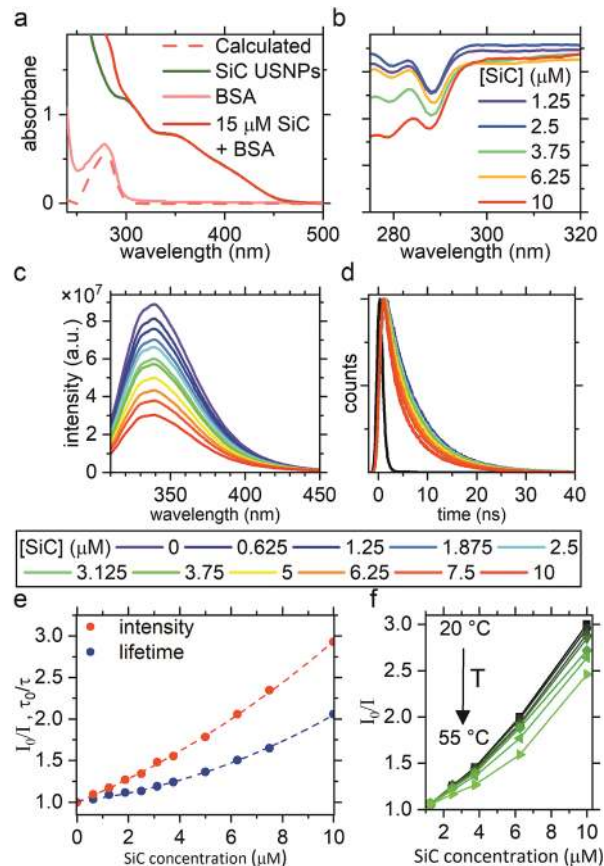 a
absorbane
Calculated
SiC USNPs
BSA
15 μM SiC
+ BSA
1
0
300
400
500
wavelength (nm)
b
[SiC] (μM)
1.25
2.5
3.75
6.25
10
280
300
320
wavelength (nm)
c
×10⁷
intensity (a.u.)
10
8
6
4
2
0
350
400
450
wavelength (nm)
d
counts
0
10
20
30
40
time (ns)
[SiC] (μM) 0 0.625 1.25 1.875 2.5
3.125 3.75 5 6.25 7.5 10
e
I₀/I , τ₀/τ
intensity
lifetime
3.0
2.5
2.0
1.5
1.0
0
2
4
6
8
10
SiC concentration (μM)
f
I₀/I
20 °C
T
55 °C
3.0
2.5
2.0
1.5
1.0
2
4
6
8
10
SiC concentration (μM)